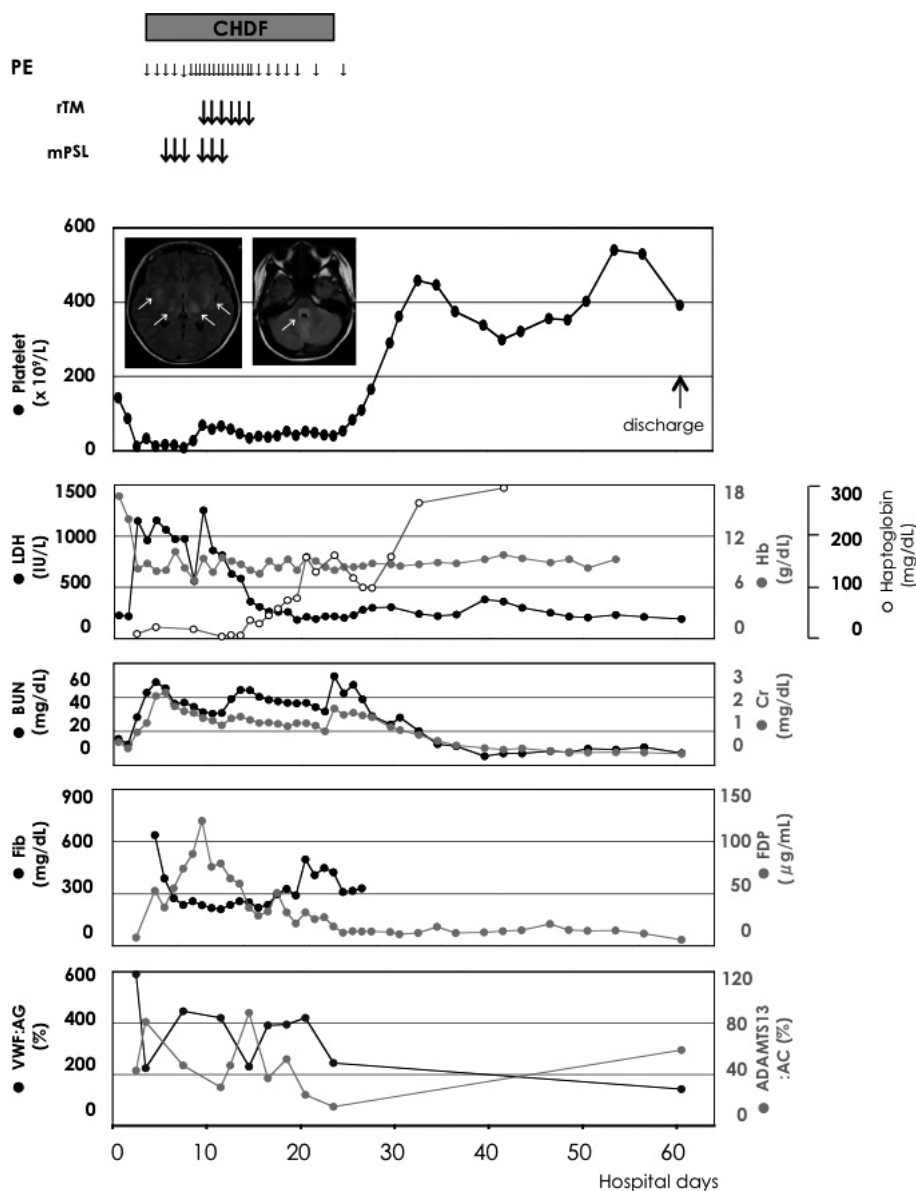 CHDF
PE
rTM
mPSL
600
400
200
0
● Platelet
(x 10⁹/L)
discharge
1500
1000
500
0
● LDH
(IU/L)
18
12
6
0
● Hb
(g/dL)
300
200
100
0
○ Haptoglobin
(mg/dL)
60
40
20
0
● BUN
(mg/dL)
3
2
1
0
● Cr
(mg/dL)
900
600
300
0
● Fib
(mg/dL)
150
100
50
0
● FDP
(μg/mL)
600
400
200
0
● VWF:AG
(%)
120
80
40
0
● ADAMTS13
:AC (%)
0 10 20 30 40 50 60
Hospital days